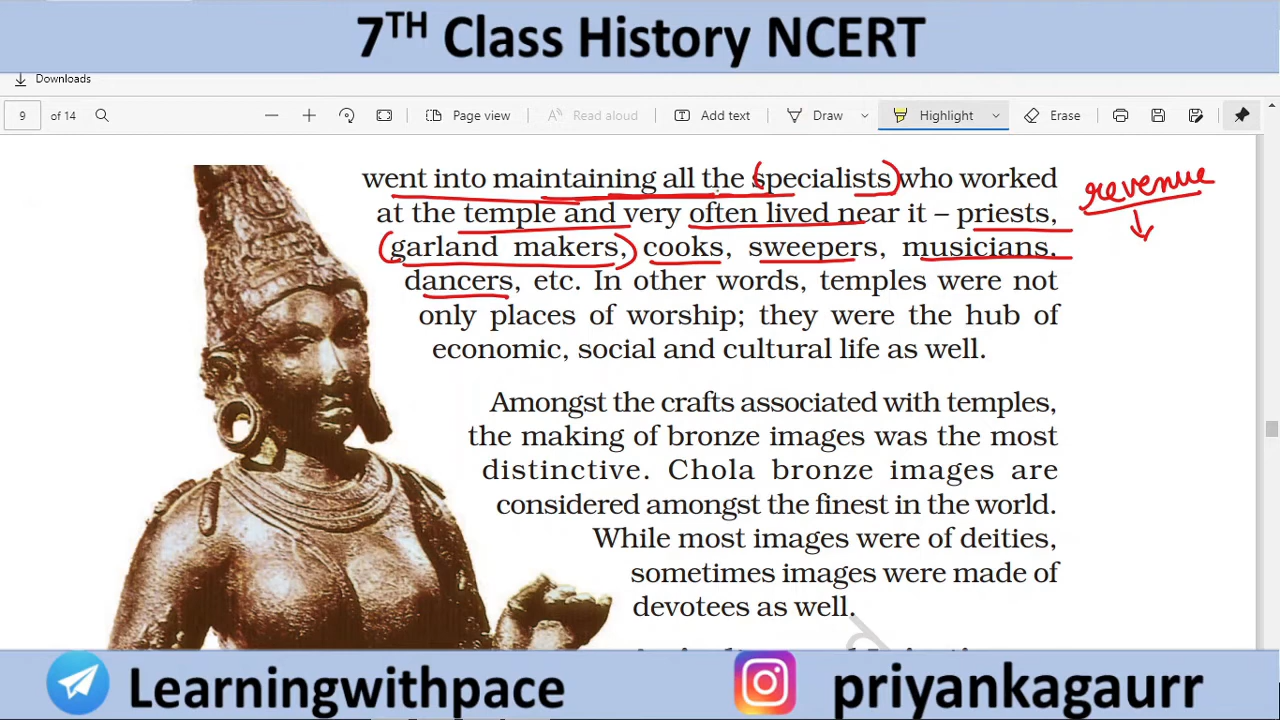 7TH Class History NCERT
Downloads
9 of 14 Page view Read aloud Add text Draw Highlight Erase
went into maintaining all the specialists who worked
revenue
at the temple and very often lived near it – priests,
garland makers, cooks, sweepers, musicians,
dancers, etc. In other words, temples were not
only places of worship; they were the hub of
economic, social and cultural life as well.
Amongst the crafts associated with temples,
the making of bronze images was the most
distinctive. Chola bronze images are
considered amongst the finest in the world.
While most images were of deities,
sometimes images were made of
devotees as well.
Learningwithpace priyankagaurr